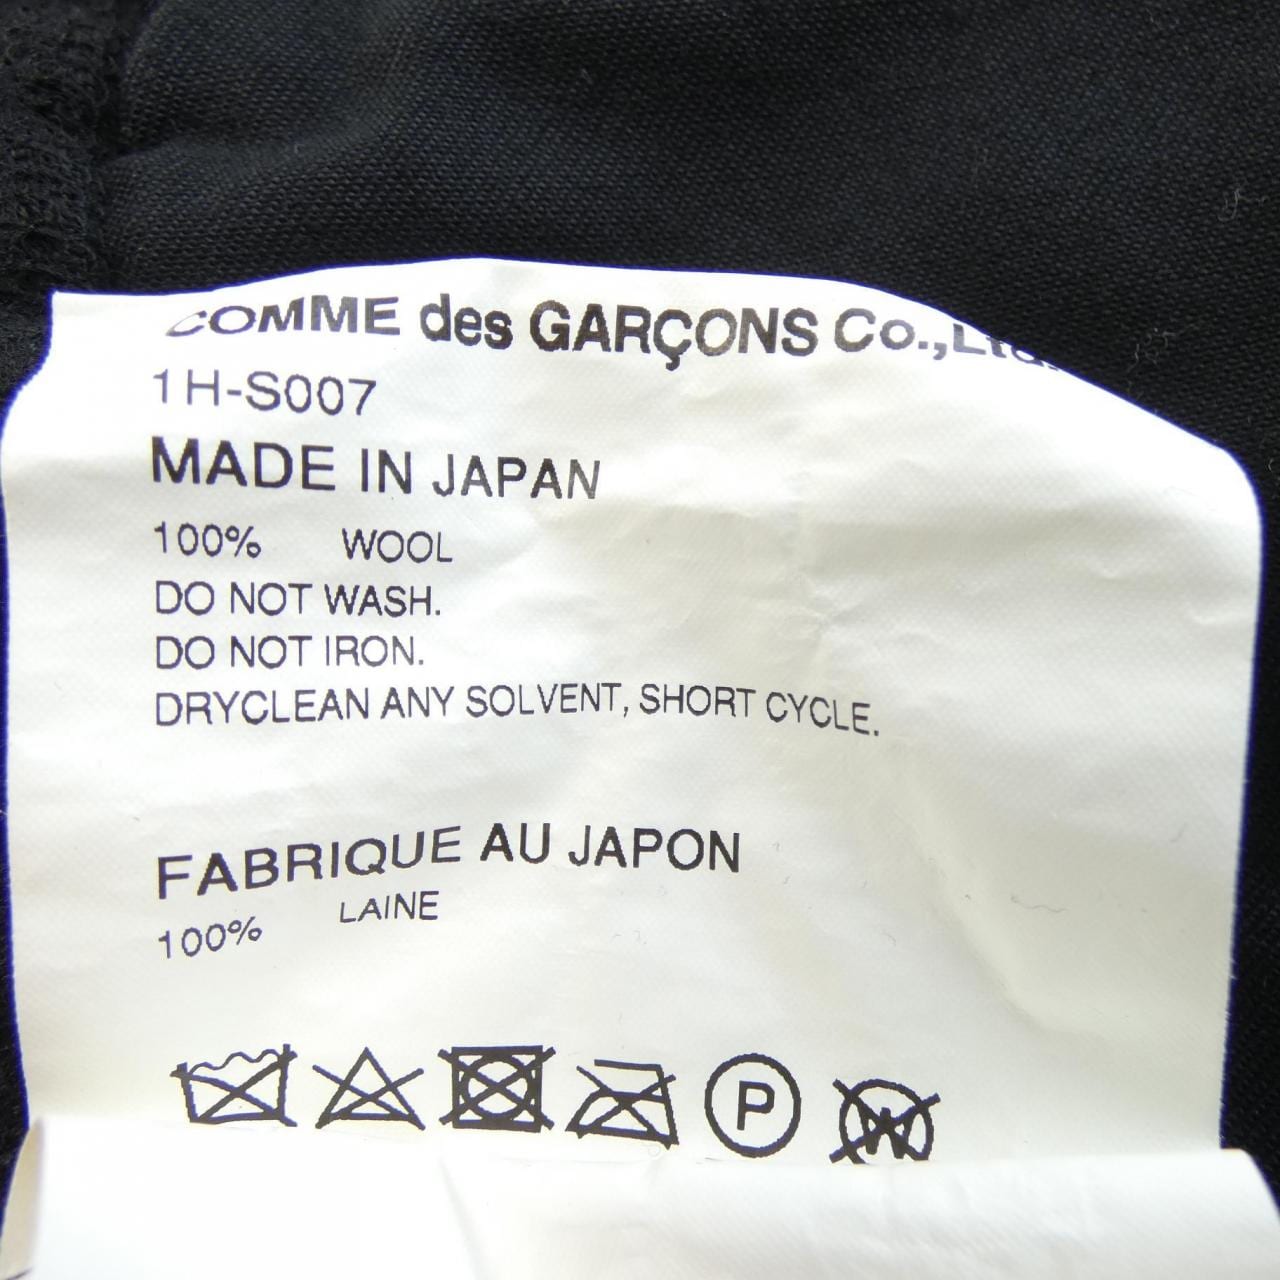 COMME des GARÇONS Co.,Ltd.
1H-S007
MADE IN JAPAN
100% WOOL
DO NOT WASH.
DO NOT IRON.
DRYCLEAN ANY SOLVENT, SHORT CYCLE.
FABRIQUE AU JAPON
100% LAINE
P W